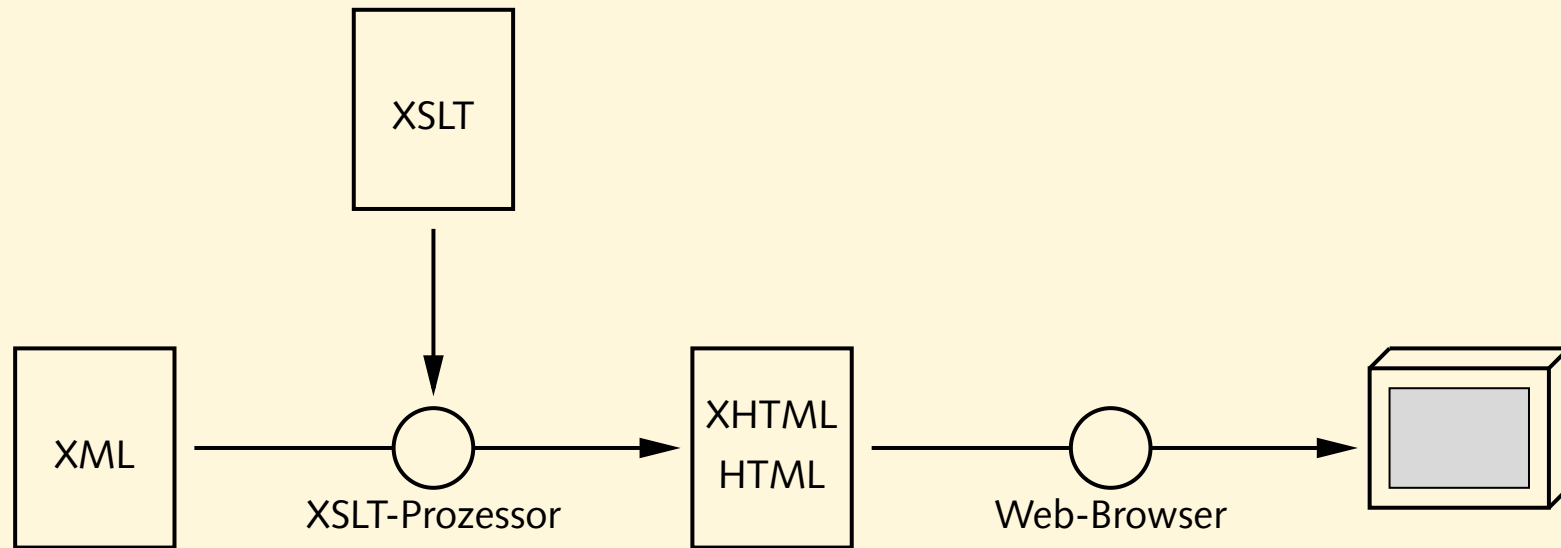 XSLT
XML
XSLT-Prozessor
XHTML
HTML
Web-Browser